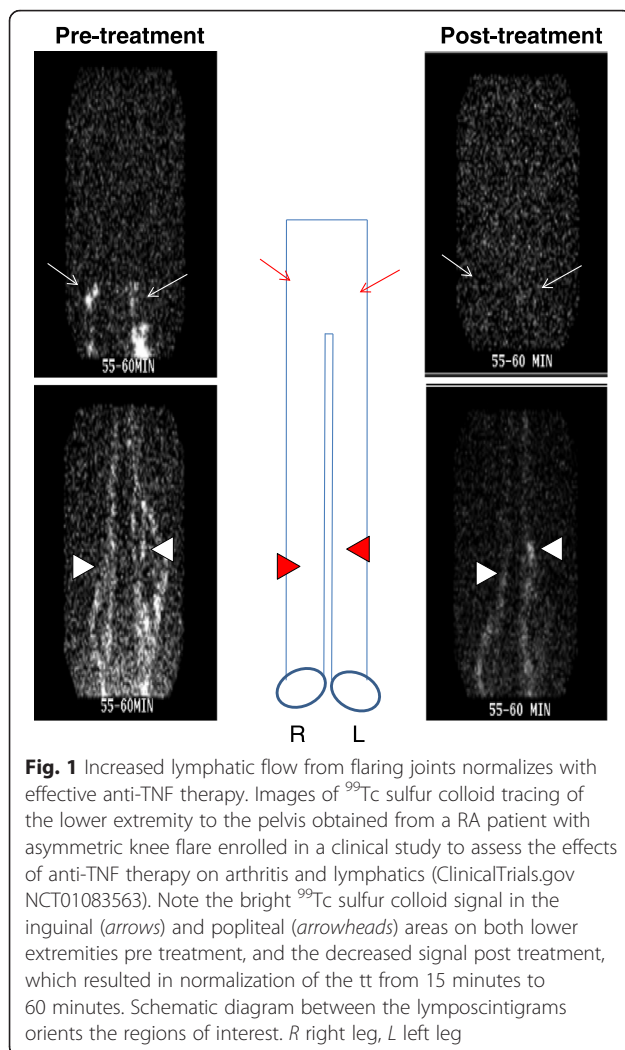 Pre-treatment
Post-treatment
55-60MIN
55-60 MIN
55-60MIN
55-60 MIN
R L
Fig. 1 Increased lymphatic flow from flaring joints normalizes with
effective anti-TNF therapy. Images of ⁹⁹Tc sulfur colloid tracing of
the lower extremity to the pelvis obtained from a RA patient with
asymmetric knee flare enrolled in a clinical study to assess the effects
of anti-TNF therapy on arthritis and lymphatics (ClinicalTrials.gov
NCT01083563). Note the bright ⁹⁹Tc sulfur colloid signal in the
inguinal (arrows) and popliteal (arrowheads) areas on both lower
extremities pre treatment, and the decreased signal post treatment,
which resulted in normalization of the tt from 15 minutes to
60 minutes. Schematic diagram between the lymposcintigrams
orients the regions of interest. R right leg, L left leg